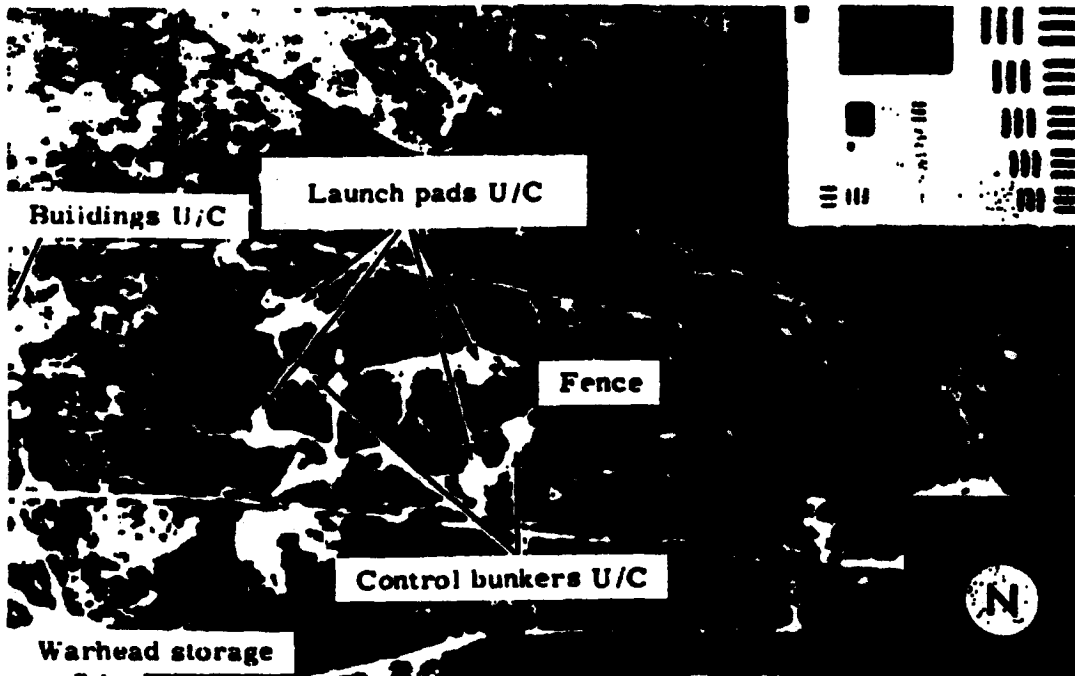 Launch pads U/C
Buildings U/C
Fence
Control bunkers U/C
Warhead storage
N